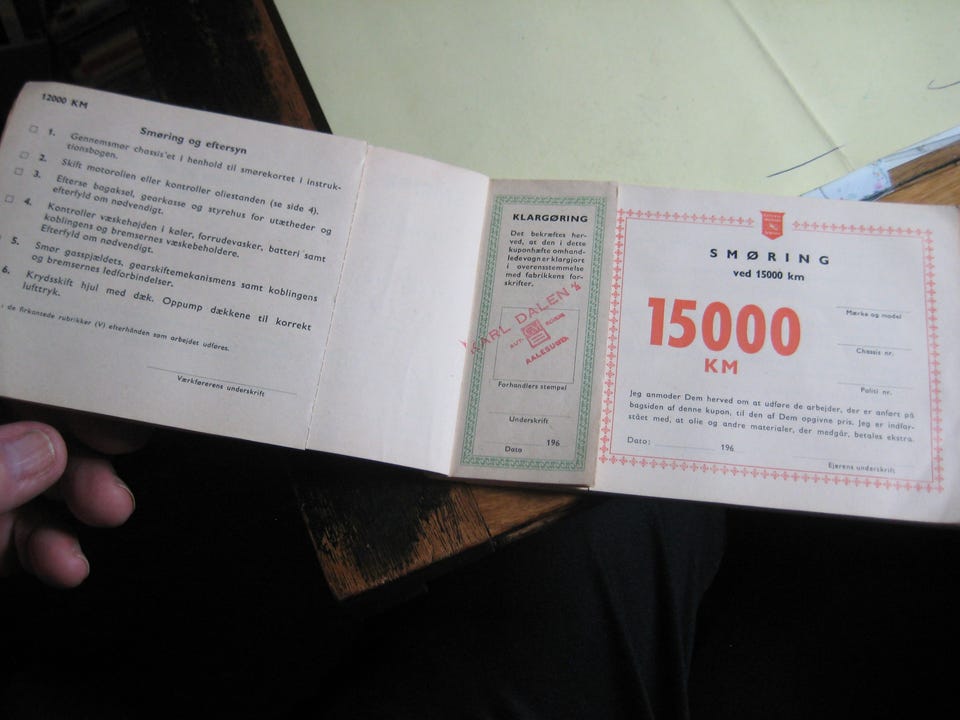 12000 KM
Smøring og eftersyn
1. Gennemsmør chassis'et i henhold til smørekortet i instruk-
tionsbogen.
2. Skift motorolien eller kontroller oliestanden (se side 4).
3. Efterse bagaksel, gearkasse og styrehus for utætheder og
efterfyld om nødvendigt.
4. Kontroller væskehøjden i køler, forrudevasker, batteri samt
koblingens og bremsernes væskebeholdere.
Efterfyld om nødvendigt.
5. Smør gasspjældets, gearskiftemekanismens samt koblingens
og bremsernes ledforbindelser.
6. Krydsskift hjul med dæk. Oppump dækkene til korrekt
lufttryk.
de firkantede rubrikker (V) efterhånden som arbejdet udføres.
Værkførerens underskrift
KLARGØRING
Det bekræftes her-
ved, at den i dette
kuponhæfte omhand-
lede vogn er klargjort
i overensstemmelse
med fabrikkens for-
skrifter.
KARL DALEN
AALESUND.
Forhandlers stempel
Underskrift
196
Dato
SMØRING
ved 15000 km
15000
KM
Mærke og model
Chassis nr.
Politi nr.
Jeg anmoder Dem herved om at udføre de arbejder, der er anført på
bagsiden af denne kupon, til den af Dem opgivne pris. Jeg er indfor-
stået med, at olie og andre materialer, der medgår, betales ekstra.
Dato: 196
Ejerens underskrift